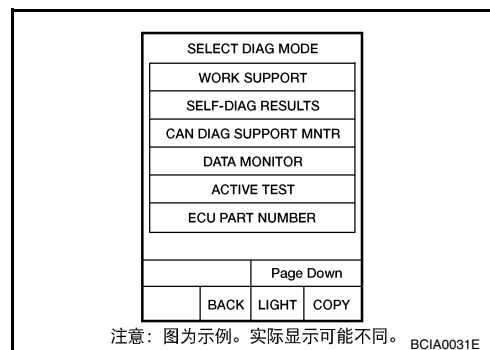 SELECT DIAG MODE
WORK SUPPORT
SELF-DIAG RESULTS
CAN DIAG SUPPORT MNTR
DATA MONITOR
ACTIVE TEST
ECU PART NUMBER
Page Down
BACK LIGHT COPY
注意：图为示例。实际显示可能不同。 BCIA0031E